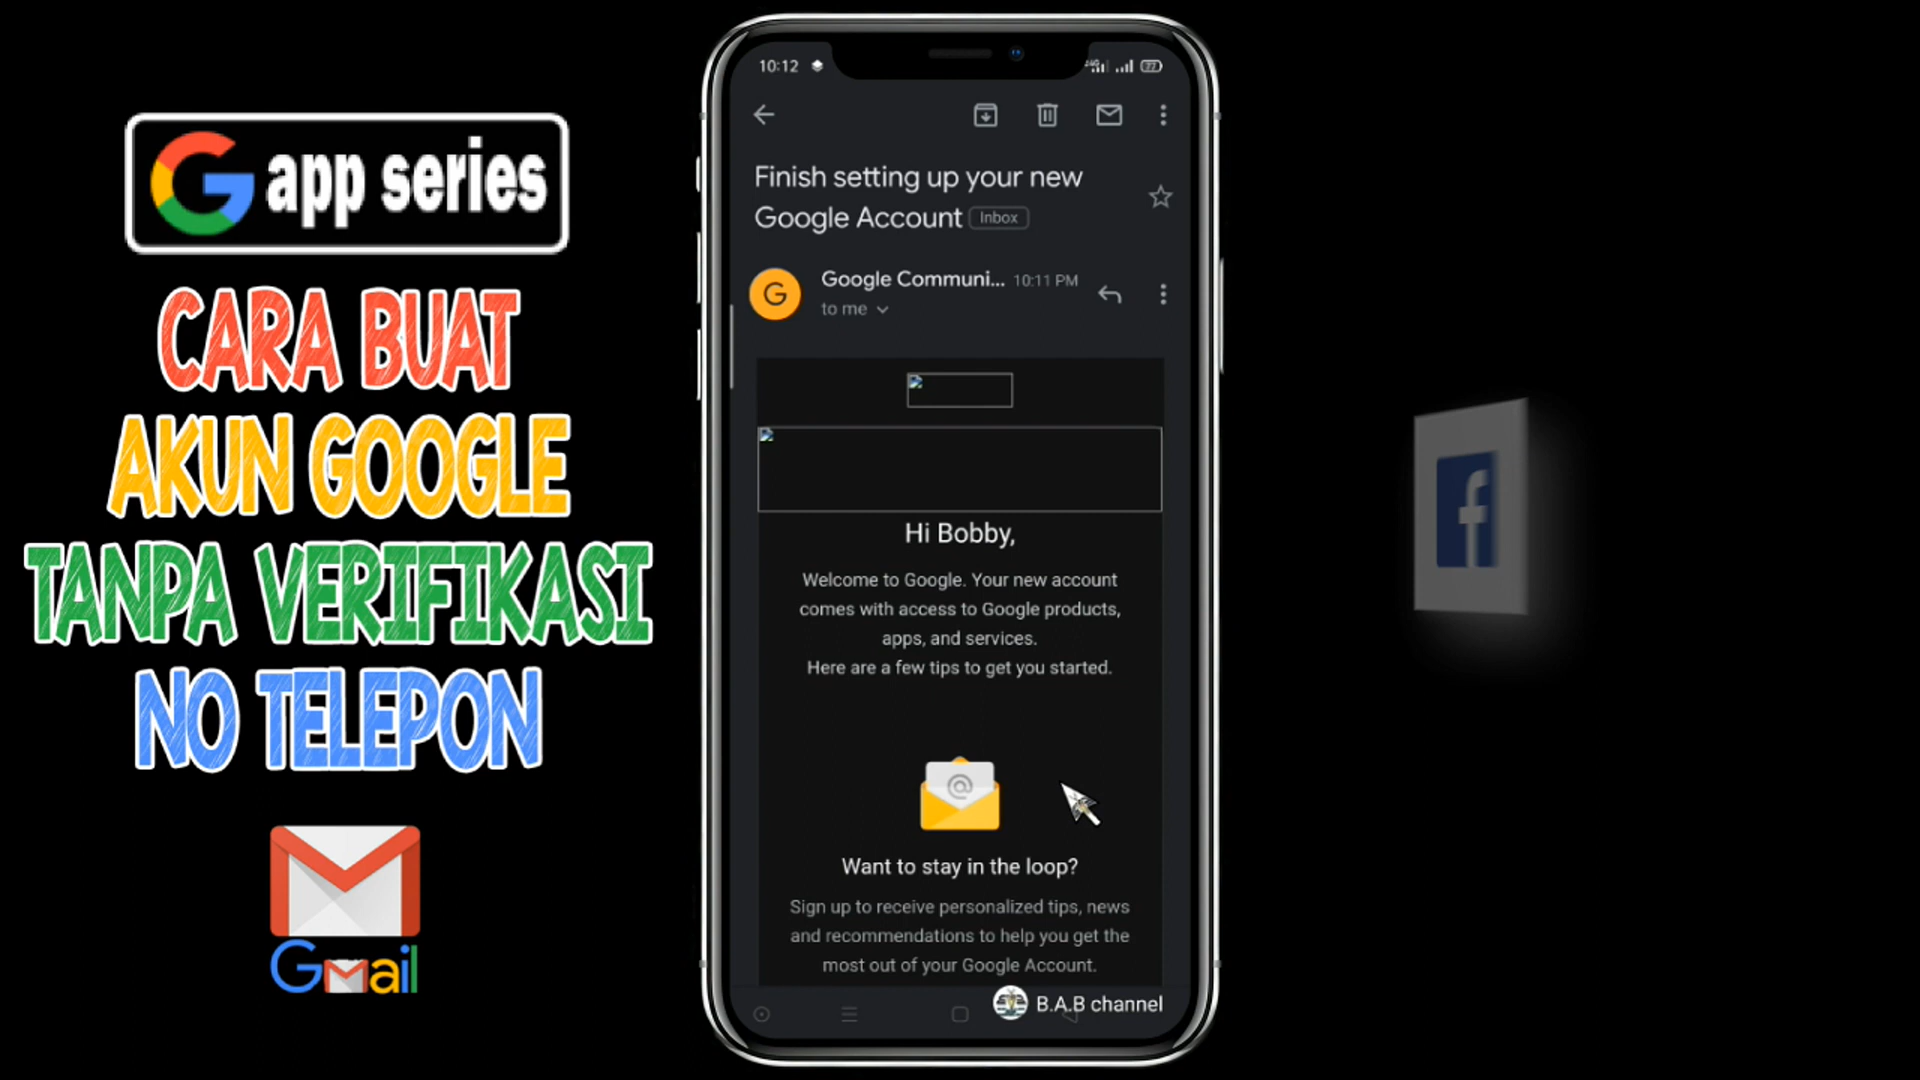 G app series
CARA BUAT
AKUN GOOGLE
TANPA VERIFIKASI
NO TELEPON
Gmail
10:12
4G
77
Finish setting up your new
Google Account Inbox
G
Google Communi... 10:11 PM
to me
Hi Bobby,
Welcome to Google. Your new account
comes with access to Google products,
apps, and services.
Here are a few tips to get you started.
@
Want to stay in the loop?
Sign up to receive personalized tips, news
and recommendations to help you get the
most out of your Google Account.
B.A.B channel
f